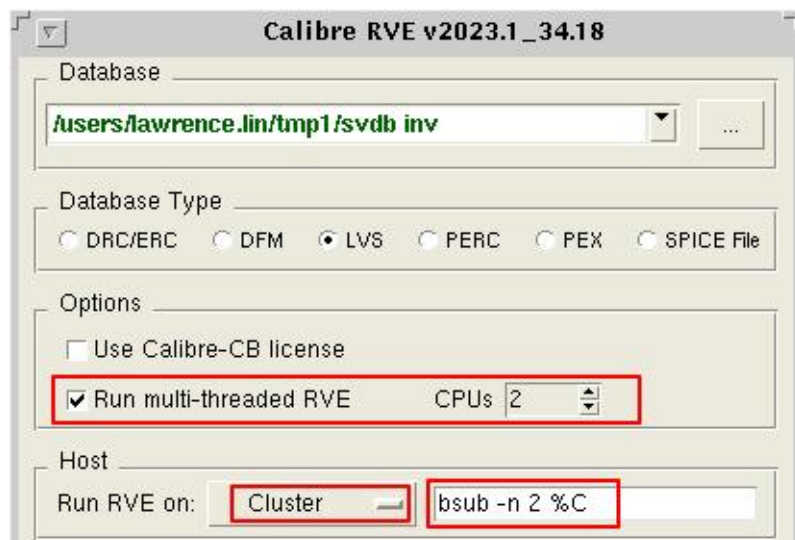 Calibre RVE v2023.1_34.18
Database
/users/lawrence.lin/tmp1/svdb inv
...
Database Type
DRC/ERC DFM LVS PERC PEX SPICE File
Options
Use Calibre-CB license
Run multi-threaded RVE CPUs 2
Host
Run RVE on: Cluster bsub -n 2 %C